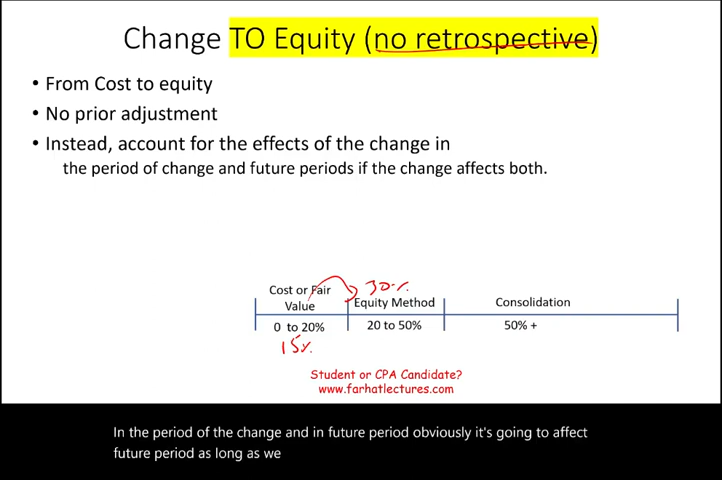 Change TO Equity (no retrospective)
• From Cost to equity
• No prior adjustment
• Instead, account for the effects of the change in
the period of change and future periods if the change affects both.
30%
Cost or Fair
Value
Equity Method
Consolidation
0 to 20%
20 to 50%
50% +
15%
Student or CPA Candidate?
www.farhatlectures.com
In the period of the change and in future period obviously it's going to affect
future period as long as we